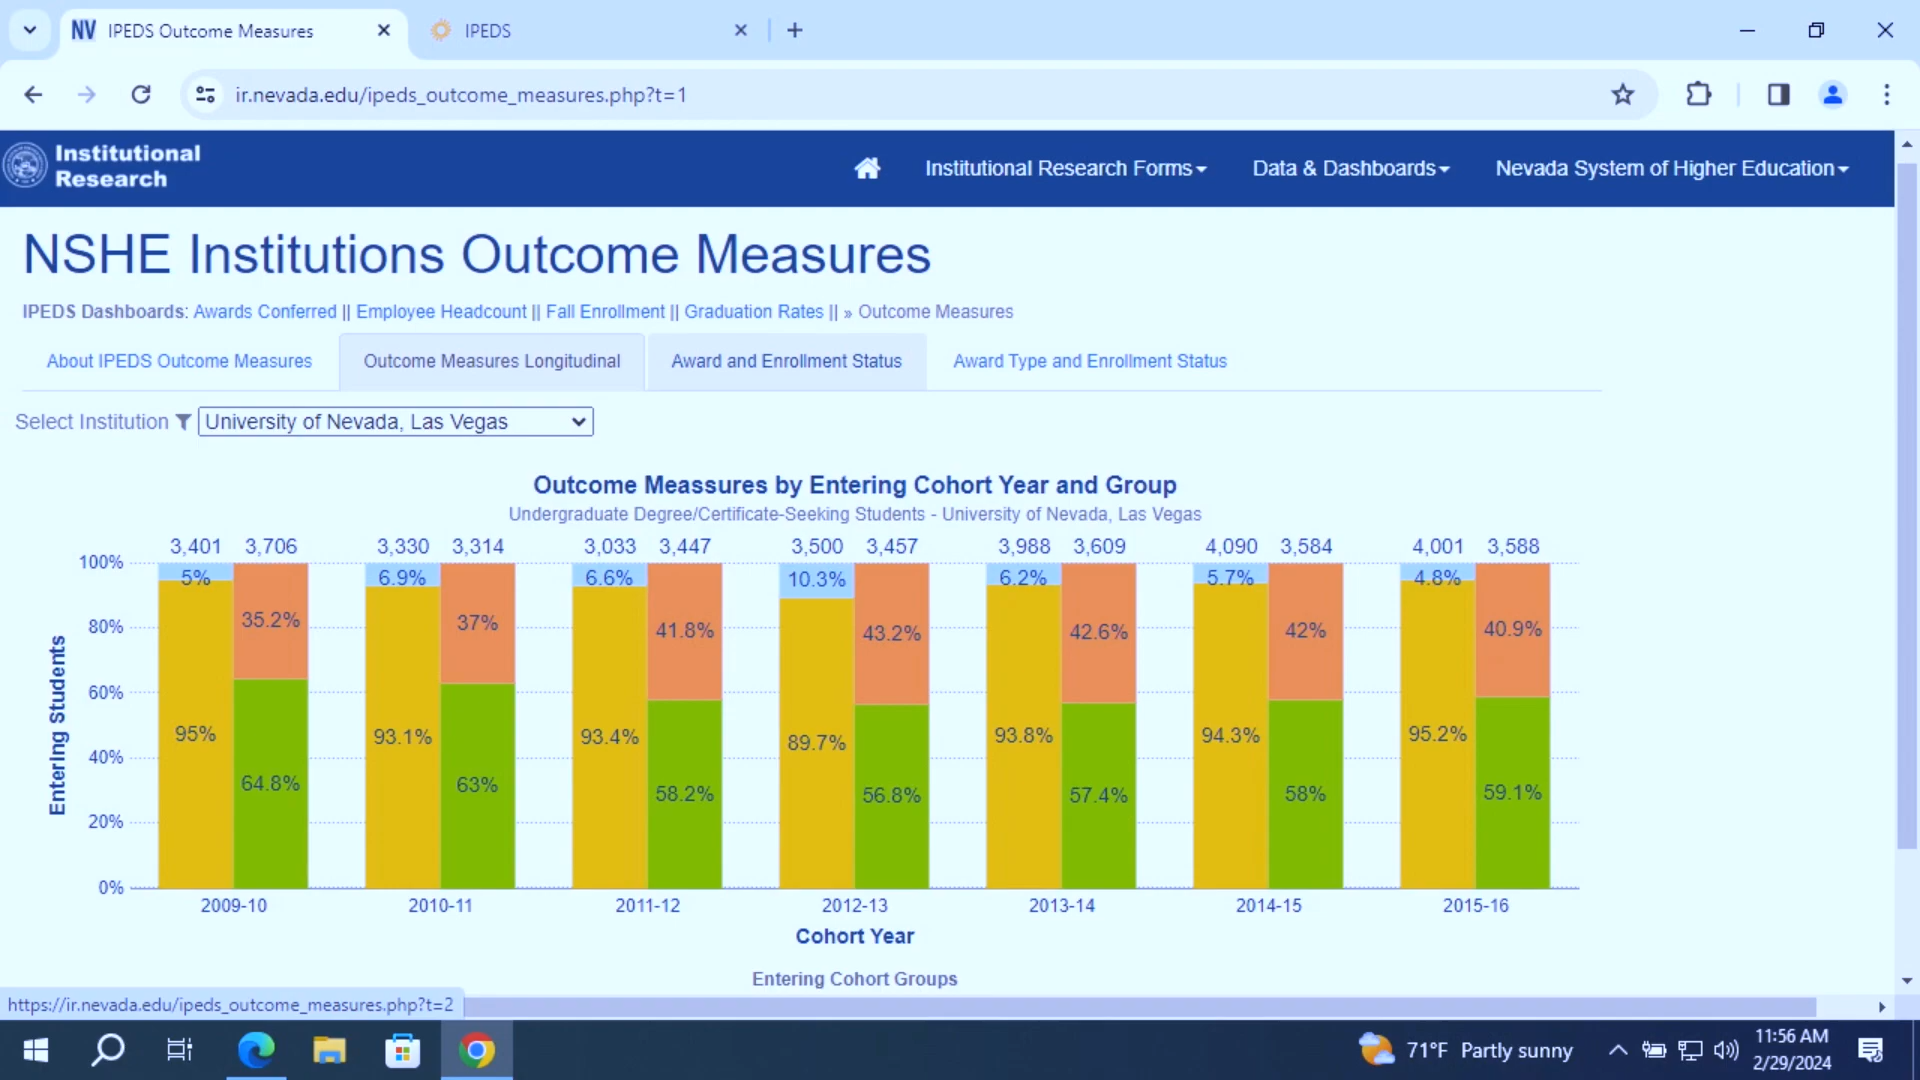 IPEDS Outcome Measures
IPEDS
ir.nevada.edu/ipeds_outcome_measures.php?t=1
Institutional
Research
Institutional Research Forms
Data & Dashboards
Nevada System of Higher Education
NSHE Institutions Outcome Measures
IPEDS Dashboards: Awards Conferred || Employee Headcount || Fall Enrollment || Graduation Rates || » Outcome Measures
About IPEDS Outcome Measures
Outcome Measures Longitudinal
Award and Enrollment Status
Award Type and Enrollment Status
Select Institution
University of Nevada, Las Vegas
Outcome Meassures by Entering Cohort Year and Group
Undergraduate Degree/Certificate-Seeking Students - University of Nevada, Las Vegas
3,401 3,706 3,330 3,314 3,033 3,447 3,500 3,457 3,988 3,609 4,090 3,584 4,001 3,588
100%
5% 6.9% 6.6% 10.3% 6.2% 5.7% 4.8%
35.2% 37% 41.8% 43.2% 42.6% 42% 40.9%
80%
60%
Entering Students
95% 93.1% 93.4% 89.7% 93.8% 94.3% 95.2%
40%
64.8% 63% 58.2% 56.8% 57.4% 58% 59.1%
20%
0%
2009-10 2010-11 2011-12 2012-13 2013-14 2014-15 2015-16
Cohort Year
Entering Cohort Groups
https://ir.nevada.edu/ipeds_outcome_measures.php?t=2
71°F Partly sunny
11:56 AM
2/29/2024